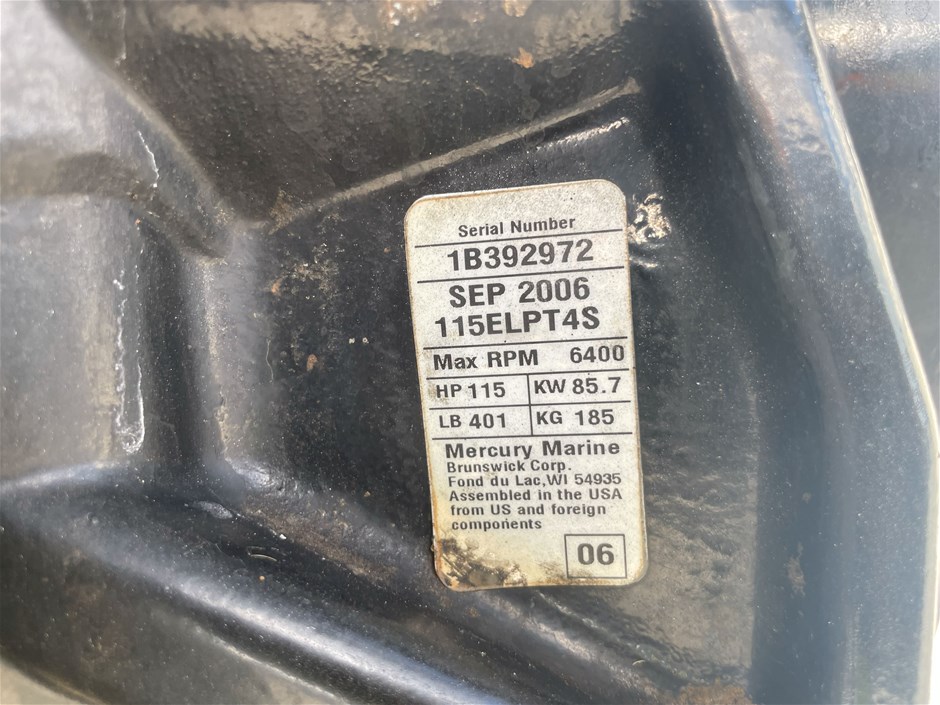 Serial Number
1B392972
SEP 2006
115ELPT4S
Max RPM 6400
HP 115 KW 85.7
LB 401 KG 185
Mercury Marine
Brunswick Corp.
Fond du Lac,WI 54935
Assembled in the USA
from US and foreign
components
06